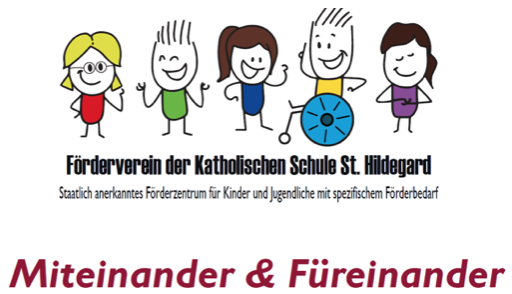 Förderverein der Katholischen Schule St. Hildegard
Staatlich anerkanntes Förderzentrum für Kinder und Jugendliche mit spezifischem Förderbedarf
Miteinander & Füreinander